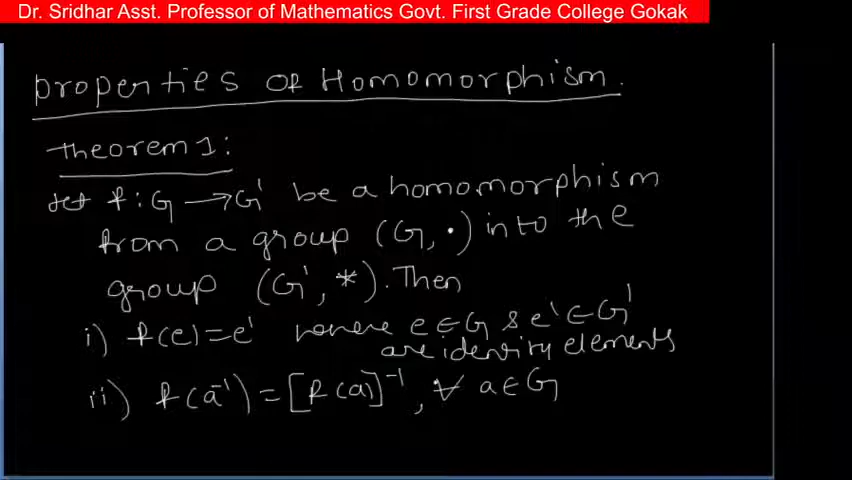 Dr. Sridhar Asst. Professor of Mathematics Govt. First Grade College Gokak
Properties of Homomorphism.
Theorem 1:
Let f : G → G' be a homomorphism
from a group (G, ·) into the
group (G', *). Then
i) f(e) = e' where e ∈ G & e' ∈ G'
are identity elements
ii) f(a⁻¹) = [f(a)]⁻¹, ∀ a ∈ G